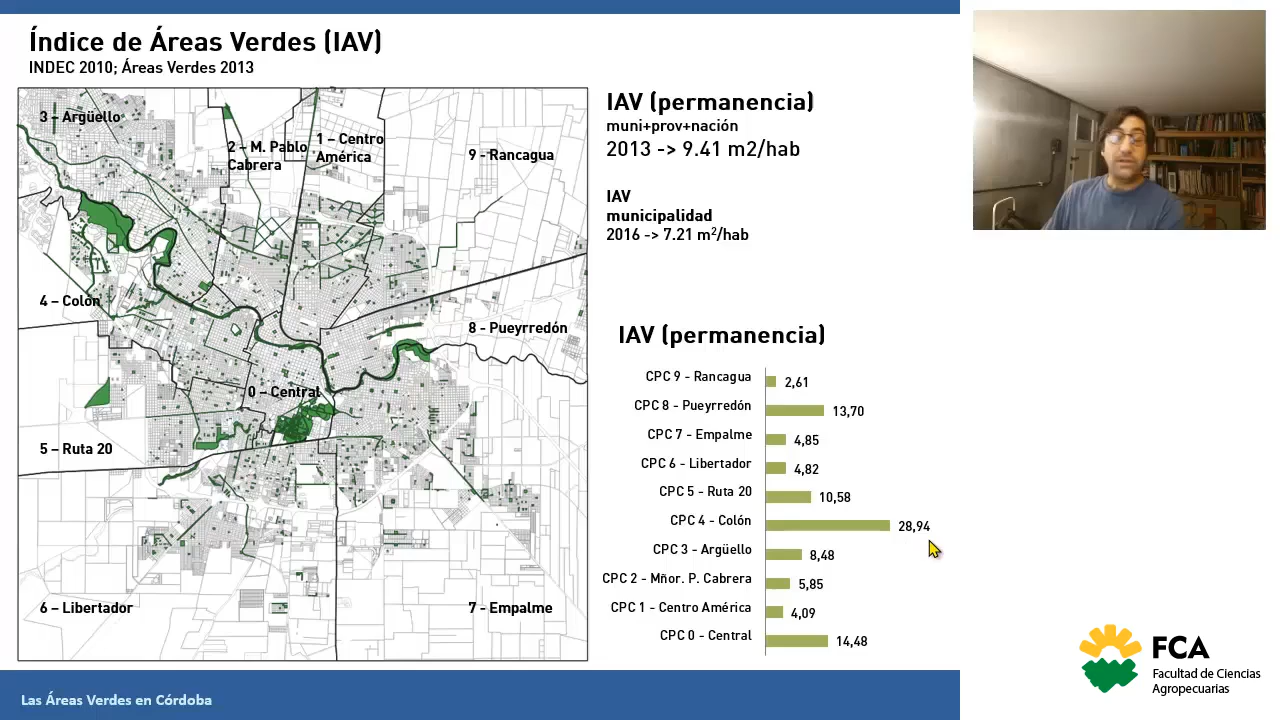 Índice de Áreas Verdes (IAV)
INDEC 2010; Áreas Verdes 2013
3 – Argüello
2 – M. Pablo
Cabrera
1 – Centro
América
9 - Rancagua
4 – Colón
8 - Pueyrredón
0 – Central
5 – Ruta 20
6 – Libertador
7 - Empalme
IAV (permanencia)
muni+prov+nación
2013 -> 9.41 m2/hab
IAV
municipalidad
2016 -> 7.21 m²/hab
IAV (permanencia)
CPC 9 - Rancagua 2,61
CPC 8 - Pueyrredón 13,70
CPC 7 - Empalme 4,85
CPC 6 - Libertador 4,82
CPC 5 - Ruta 20 10,58
CPC 4 - Colón 28,94
CPC 3 - Argüello 8,48
CPC 2 - Mñor. P. Cabrera 5,85
CPC 1 - Centro América 4,09
CPC 0 - Central 14,48
Las Áreas Verdes en Córdoba
FCA
Facultad de Ciencias
Agropecuarias